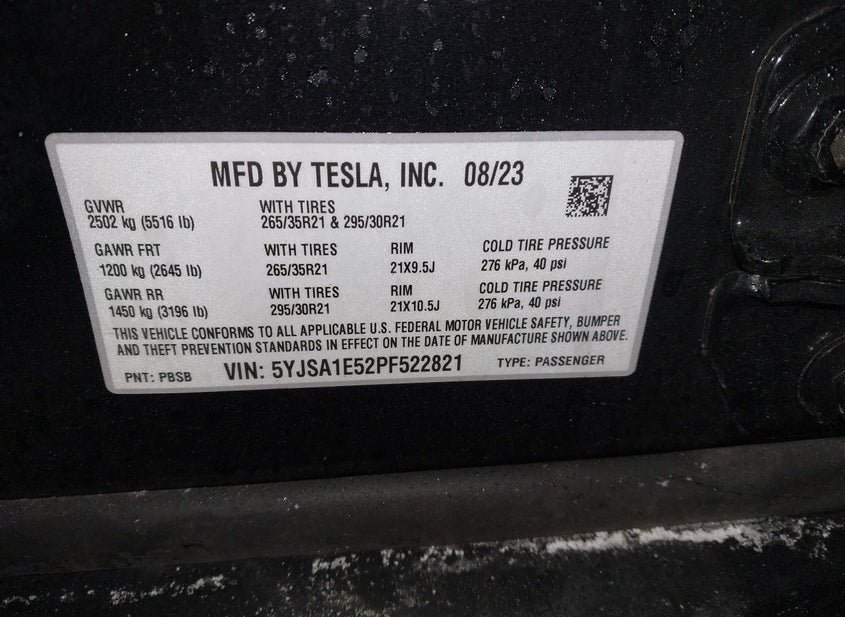 MFD BY TESLA, INC. 08/23
GVWR WITH TIRES
2502 kg (5516 lb) 265/35R21 & 295/30R21
GAWR FRT WITH TIRES RIM COLD TIRE PRESSURE
1200 kg (2645 lb) 265/35R21 21X9.5J 276 kPa, 40 psi
GAWR RR WITH TIRES RIM COLD TIRE PRESSURE
1450 kg (3196 lb) 295/30R21 21X10.5J 276 kPa, 40 psi
THIS VEHICLE CONFORMS TO ALL APPLICABLE U.S. FEDERAL MOTOR VEHICLE SAFETY, BUMPER
AND THEFT PREVENTION STANDARDS IN EFFECT ON THE DATE OF MANUFACTURE SHOWN ABOVE.
PNT: PBSB VIN: 5YJSA1E52PF522821 TYPE: PASSENGER